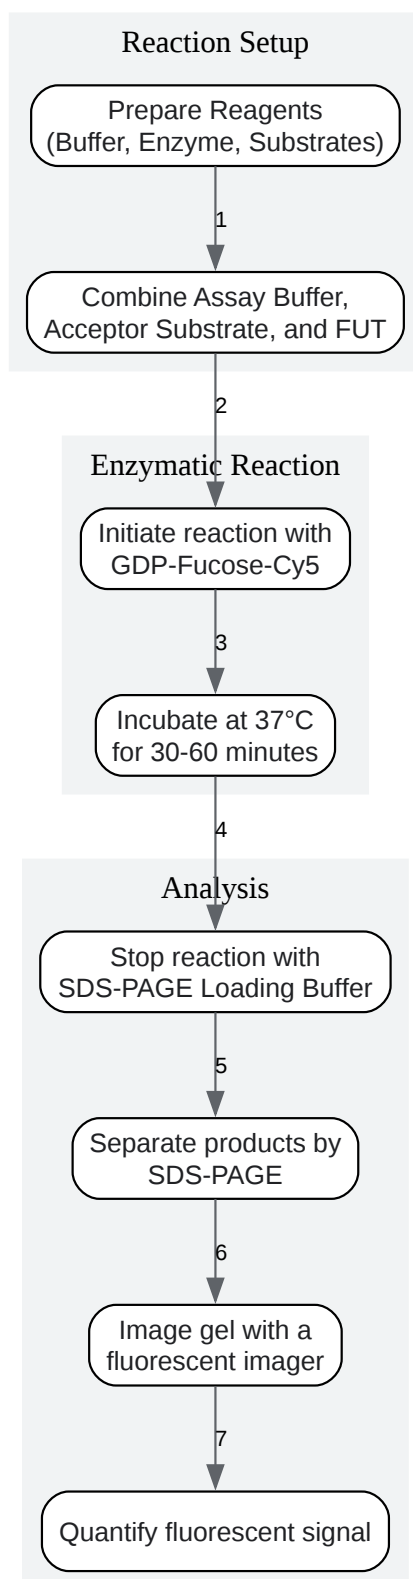 Reaction Setup
Prepare Reagents
(Buffer, Enzyme, Substrates)
1
Combine Assay Buffer,
Acceptor Substrate, and FUT
2
Enzymatic Reaction
Initiate reaction with
GDP-Fucose-Cy5
3
Incubate at 37°C
for 30-60 minutes
4
Analysis
Stop reaction with
SDS-PAGE Loading Buffer
5
Separate products by
SDS-PAGE
6
Image gel with a
fluorescent imager
7
Quantify fluorescent signal